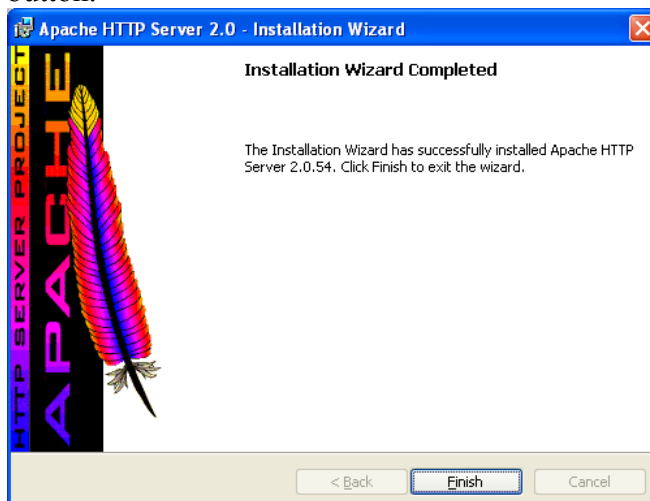 button.
Apache HTTP Server 2.0 - Installation Wizard
HTTP SERVER PROJECT
APACHE
Installation Wizard Completed
The Installation Wizard has successfully installed Apache HTTP
Server 2.0.54. Click Finish to exit the wizard.
< Back
Finish
Cancel